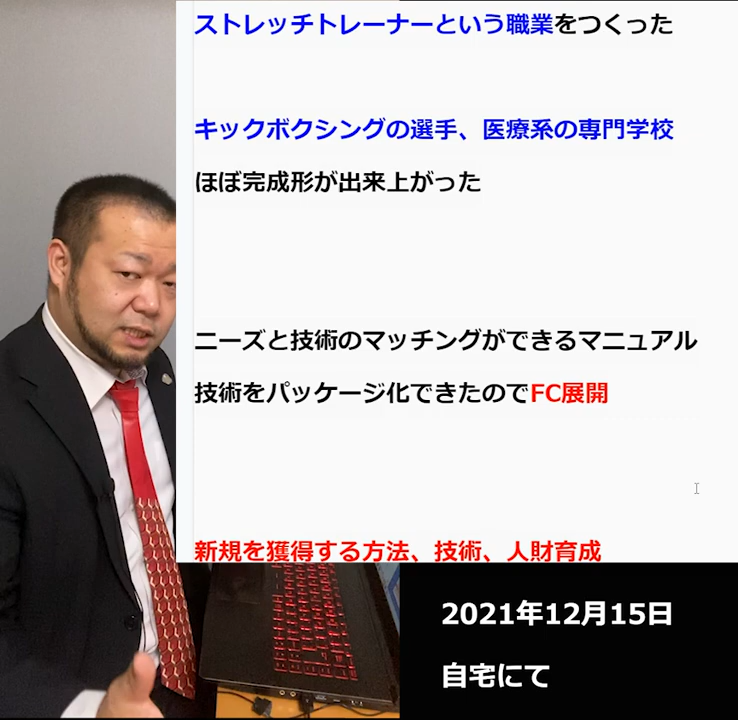 ストレッチトレーナーという職業をつくった
キックボクシングの選手、医療系の専門学校
ほぼ完成形が出来上がった
ニーズと技術のマッチングができるマニュアル
技術をパッケージ化できたのでFC展開
新規を獲得する方法、技術、人財育成
2021年12月15日
自宅にて